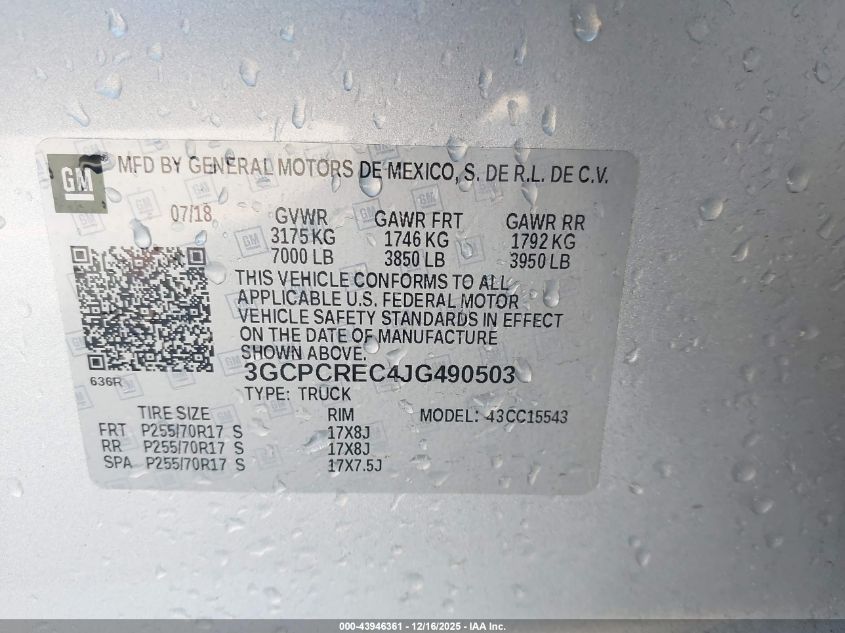 GM
MFD BY GENERAL MOTORS DE MEXICO, S. DE R.L. DE C.V.
07/18 GVWR GAWR FRT GAWR RR
3175 KG 1746 KG 1792 KG
7000 LB 3850 LB 3950 LB
THIS VEHICLE CONFORMS TO ALL
APPLICABLE U.S. FEDERAL MOTOR
VEHICLE SAFETY STANDARDS IN EFFECT
ON THE DATE OF MANUFACTURE
SHOWN ABOVE.
636R
3GCPCREC4JG490503
TYPE: TRUCK
TIRE SIZE RIM MODEL: 43CC15543
FRT P255/70R17 S 17X8J
RR P255/70R17 S 17X8J
SPA P255/70R17 S 17X7.5J
000-43946361 - 12/16/2025 - IAA Inc.